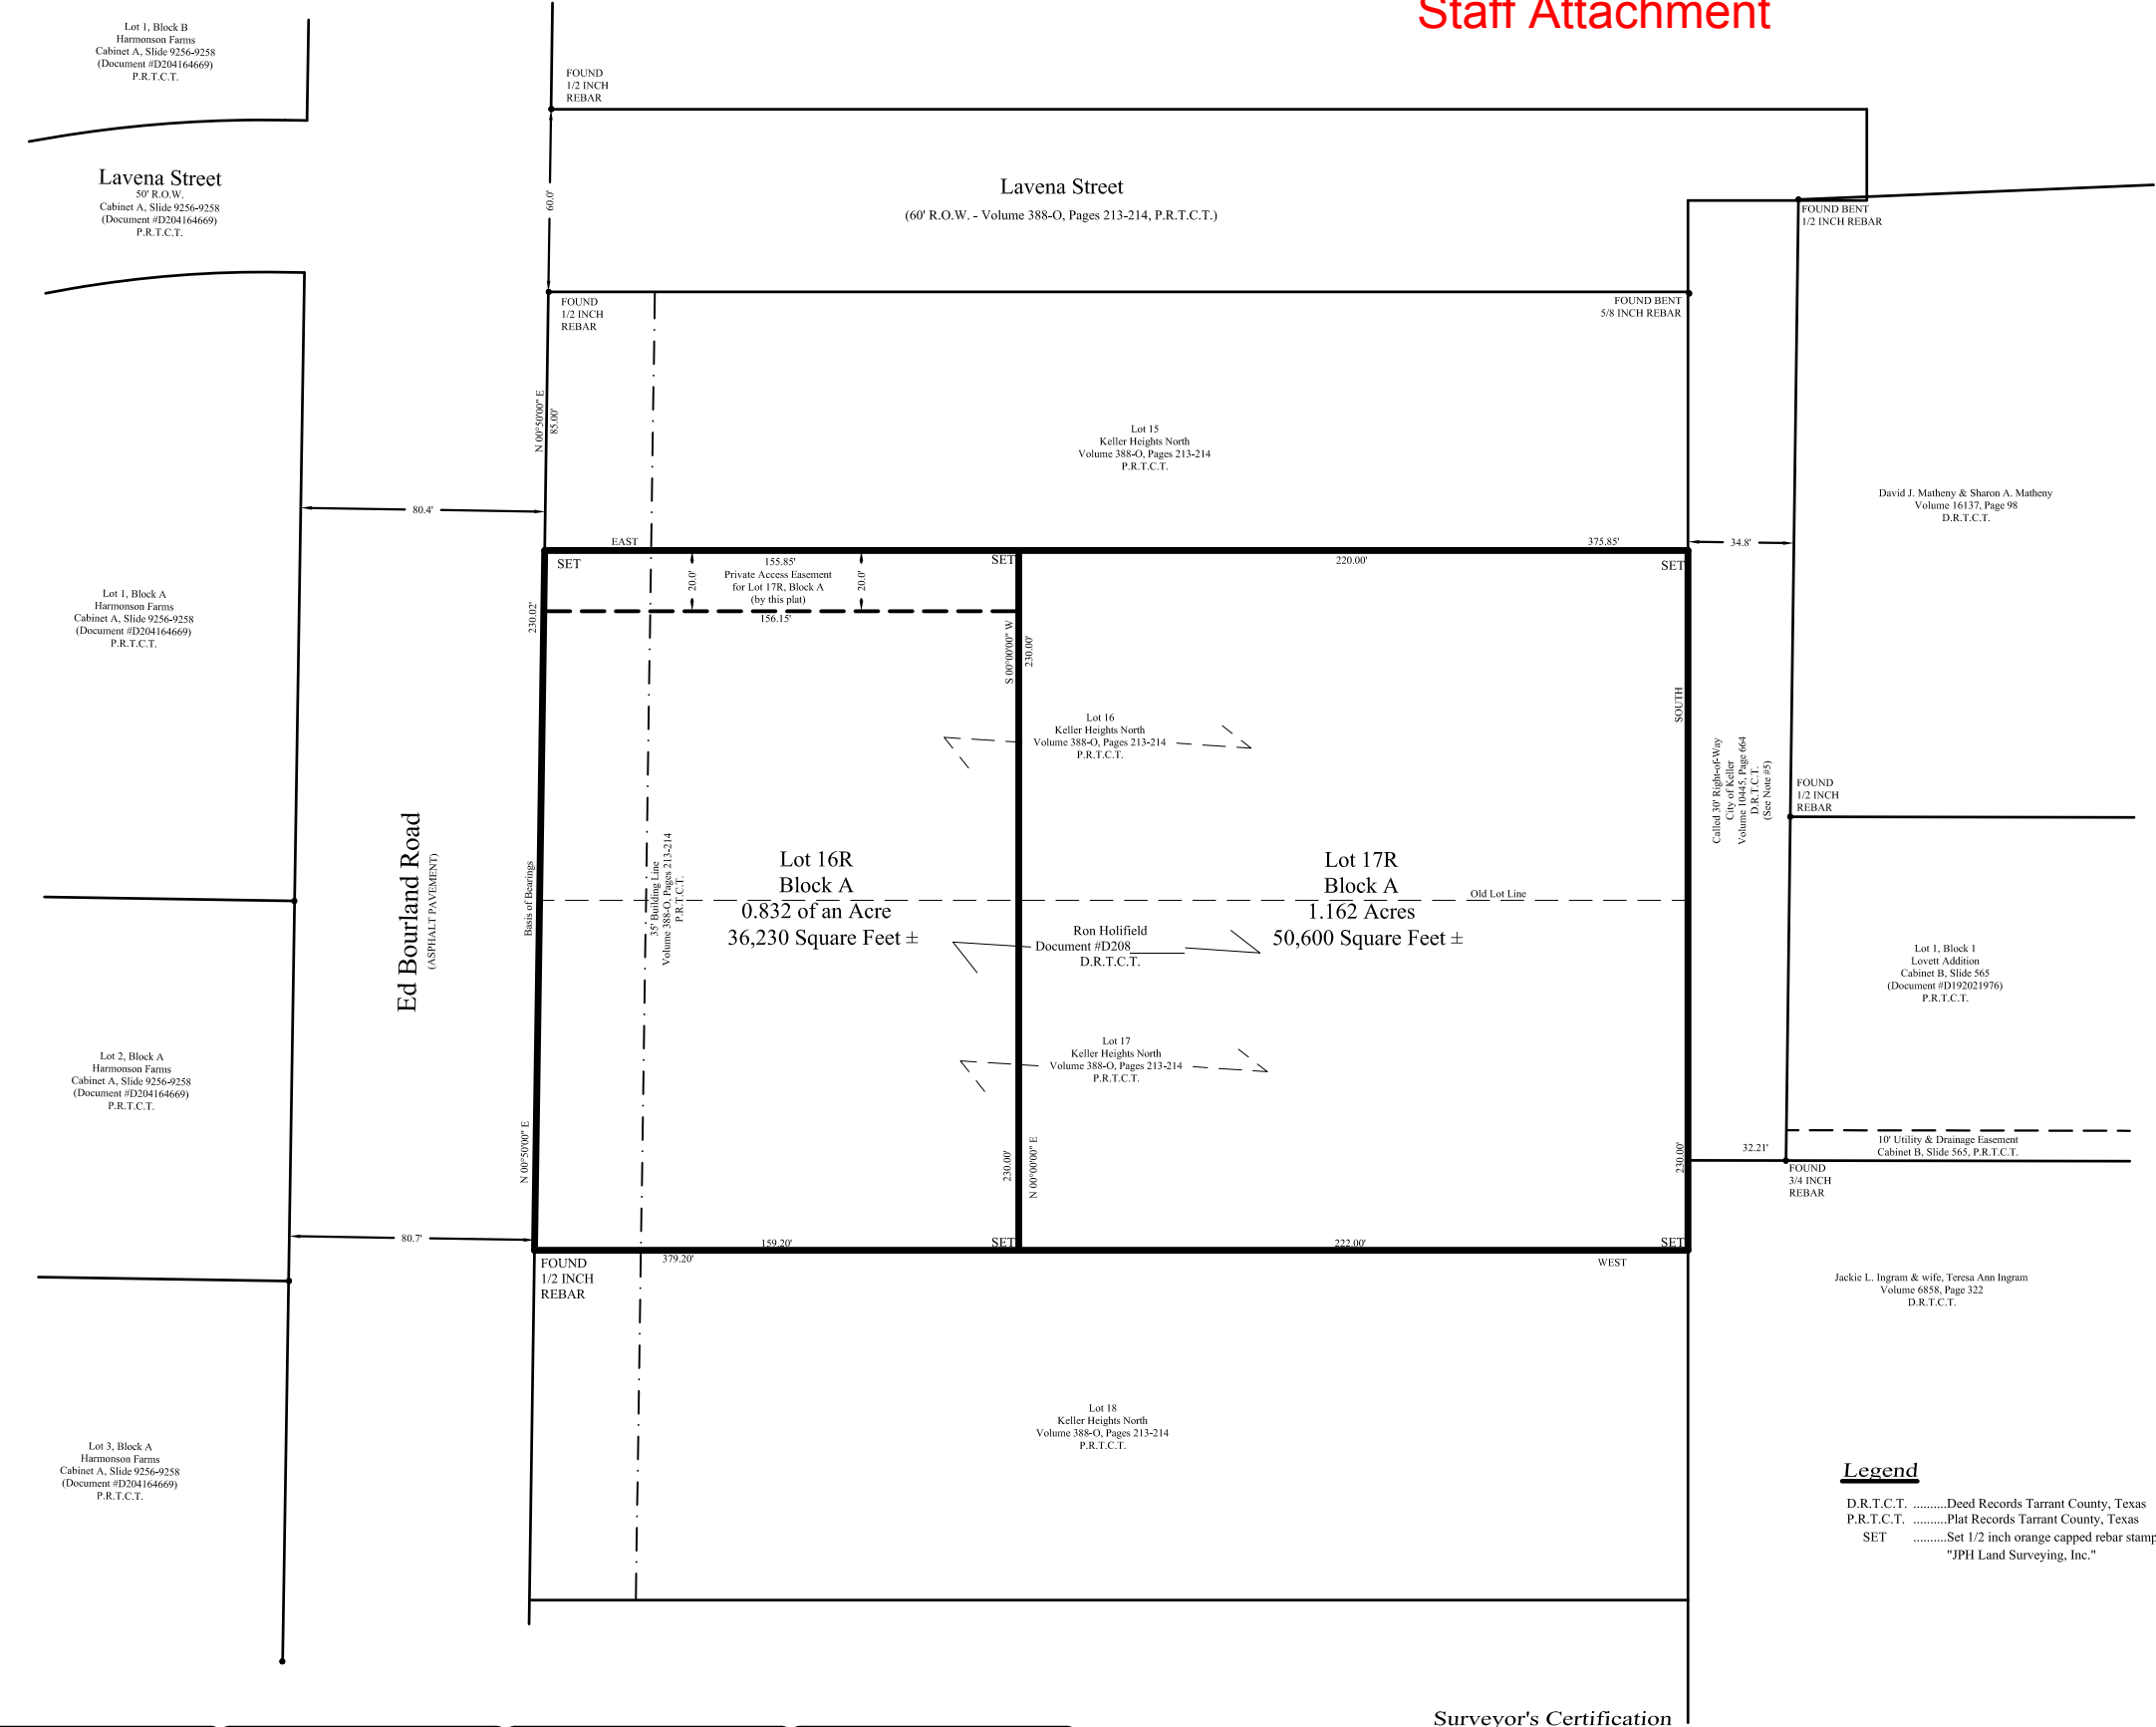 Staff Attachment
Lot 1, Block B
Harmonson Farms
Cabinet A, Slide 9256-9258
(Document #D204164669)
P.R.T.C.T.
FOUND
1/2 INCH
REBAR
Lavena Street
50' R.O.W.
Cabinet A, Slide 9256-9258
(Document #D204164669)
P.R.T.C.T.
60.0'
Lavena Street
(60' R.O.W. - Volume 388-O, Pages 213-214, P.R.T.C.T.)
FOUND BENT
1/2 INCH REBAR
FOUND
1/2 INCH
REBAR
FOUND BENT
5/8 INCH REBAR
N 00°50'00" E
85.00'
Lot 15
Keller Heights North
Volume 388-O, Pages 213-214
P.R.T.C.T.
David J. Matheny & Sharon A. Matheny
Volume 16137, Page 98
D.R.T.C.T.
80.4'
EAST
375.85'
34.8'
SET
155.85'
SET
220.00'
SET
20.0'
Private Access Easement
for Lot 17R, Block A
(by this plat)
20.0'
156.15'
Lot 1, Block A
Harmonson Farms
Cabinet A, Slide 9256-9258
(Document #D204164669)
P.R.T.C.T.
230.02'
S 00°00'00" W
230.00'
SOUTH
Lot 16
Keller Heights North
Volume 388-O, Pages 213-214
P.R.T.C.T.
Called 30' Right-of-Way
City of Keller
Volume 10445, Page 664
D.R.T.C.T.
(See Note #5)
FOUND
1/2 INCH
REBAR
Ed Bourland Road
(ASPHALT PAVEMENT)
Basis of Bearings
35' Building Line
Volume 388-O, Pages 213-214
P.R.T.C.T.
Lot 16R
Block A
0.832 of an Acre
36,230 Square Feet ±
Lot 17R
Block A
1.162 Acres
50,600 Square Feet ±
Old Lot Line
Ron Holifield
Document #D208________
D.R.T.C.T.
Lot 1, Block 1
Lovett Addition
Cabinet B, Slide 565
(Document #D192021976)
P.R.T.C.T.
Lot 2, Block A
Harmonson Farms
Cabinet A, Slide 9256-9258
(Document #D204164669)
P.R.T.C.T.
Lot 17
Keller Heights North
Volume 388-O, Pages 213-214
P.R.T.C.T.
N 00°50'00" E
230.00'
N 00°00'00" E
230.00'
10' Utility & Drainage Easement
Cabinet B, Slide 565, P.R.T.C.T.
32.21'
FOUND
3/4 INCH
REBAR
80.7'
159.20'
SET
222.00'
SET
FOUND
1/2 INCH
REBAR
379.20'
WEST
Jackie L. Ingram & wife, Teresa Ann Ingram
Volume 6858, Page 322
D.R.T.C.T.
Lot 18
Keller Heights North
Volume 388-O, Pages 213-214
P.R.T.C.T.
Lot 3, Block A
Harmonson Farms
Cabinet A, Slide 9256-9258
(Document #D204164669)
P.R.T.C.T.
Legend
D.R.T.C.T. ..........Deed Records Tarrant County, Texas
P.R.T.C.T. ..........Plat Records Tarrant County, Texas
SET ..........Set 1/2 inch orange capped rebar stamp
"JPH Land Surveying, Inc."
Surveyor's Certification